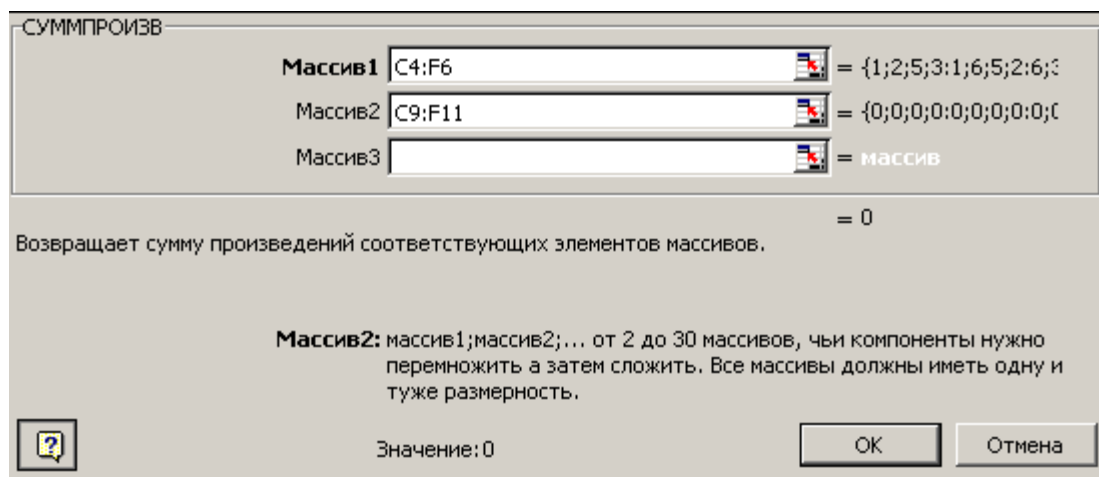 СУММПРОИЗВ
Массив1 C4:F6 = {1;2;5;3:1;6;5;2:6;3
Массив2 C9:F11 = {0;0;0;0:0;0;0;0:0;0
Массив3 = массив
= 0
Возвращает сумму произведений соответствующих элементов массивов.
Массив2: массив1;массив2;... от 2 до 30 массивов, чьи компоненты нужно
перемножить а затем сложить. Все массивы должны иметь одну и
туже размерность.
? Значение:0 OK Отмена